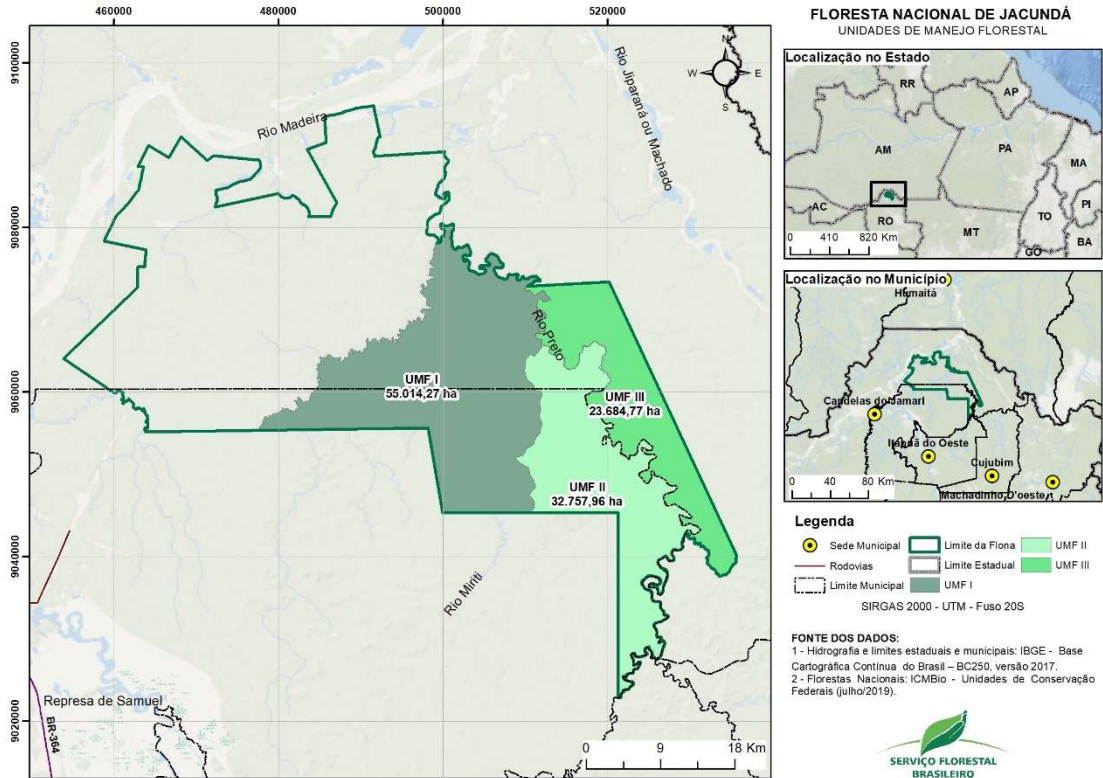 FLORESTA NACIONAL DE JACUNDÁ
UNIDADES DE MANEJO FLORESTAL
460000
480000
500000
520000
9100000
9080000
9060000
9040000
9020000
N
W
E
S
Rio Madeira
Rio Jiparaná ou Machado
Rio Preto
UMF I
55.014,27 ha
UMF III
23.684,77 ha
UMF II
32.757,96 ha
Rio Miriti
Represa de Samuel
BR-364
0 9 18 Km
Localização no Estado
RR
AP
AM
PA
MA
AC
RO
MT
TO
PI
GO
BA
0 410 820 Km
Localização no Município
Humaitá
Candeias do Jamari
Itapuã do Oeste
Cujubim
Machadinho D'oeste
0 40 80 Km
Legenda
Sede Municipal
Rodovias
Limite Municipal
Limite da Flona
Limite Estadual
UMF I
UMF II
UMF III
SIRGAS 2000 - UTM - Fuso 20S
FONTE DOS DADOS:
1 - Hidrografia e limites estaduais e municipais: IBGE - Base
Cartográfica Contínua do Brasil – BC250, versão 2017.
2 - Florestas Nacionais: ICMBio - Unidades de Conservação
Federais (julho/2019).
SERVIÇO FLORESTAL
BRASILEIRO